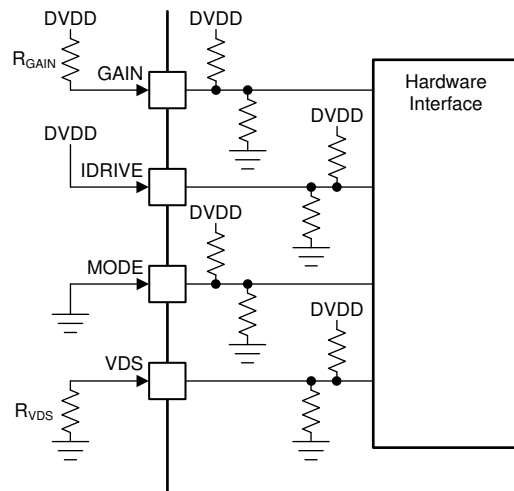 DVDD
DVDD
R_GAIN
GAIN
Hardware
Interface
DVDD
DVDD
IDRIVE
DVDD
MODE
DVDD
VDS
R_VDS